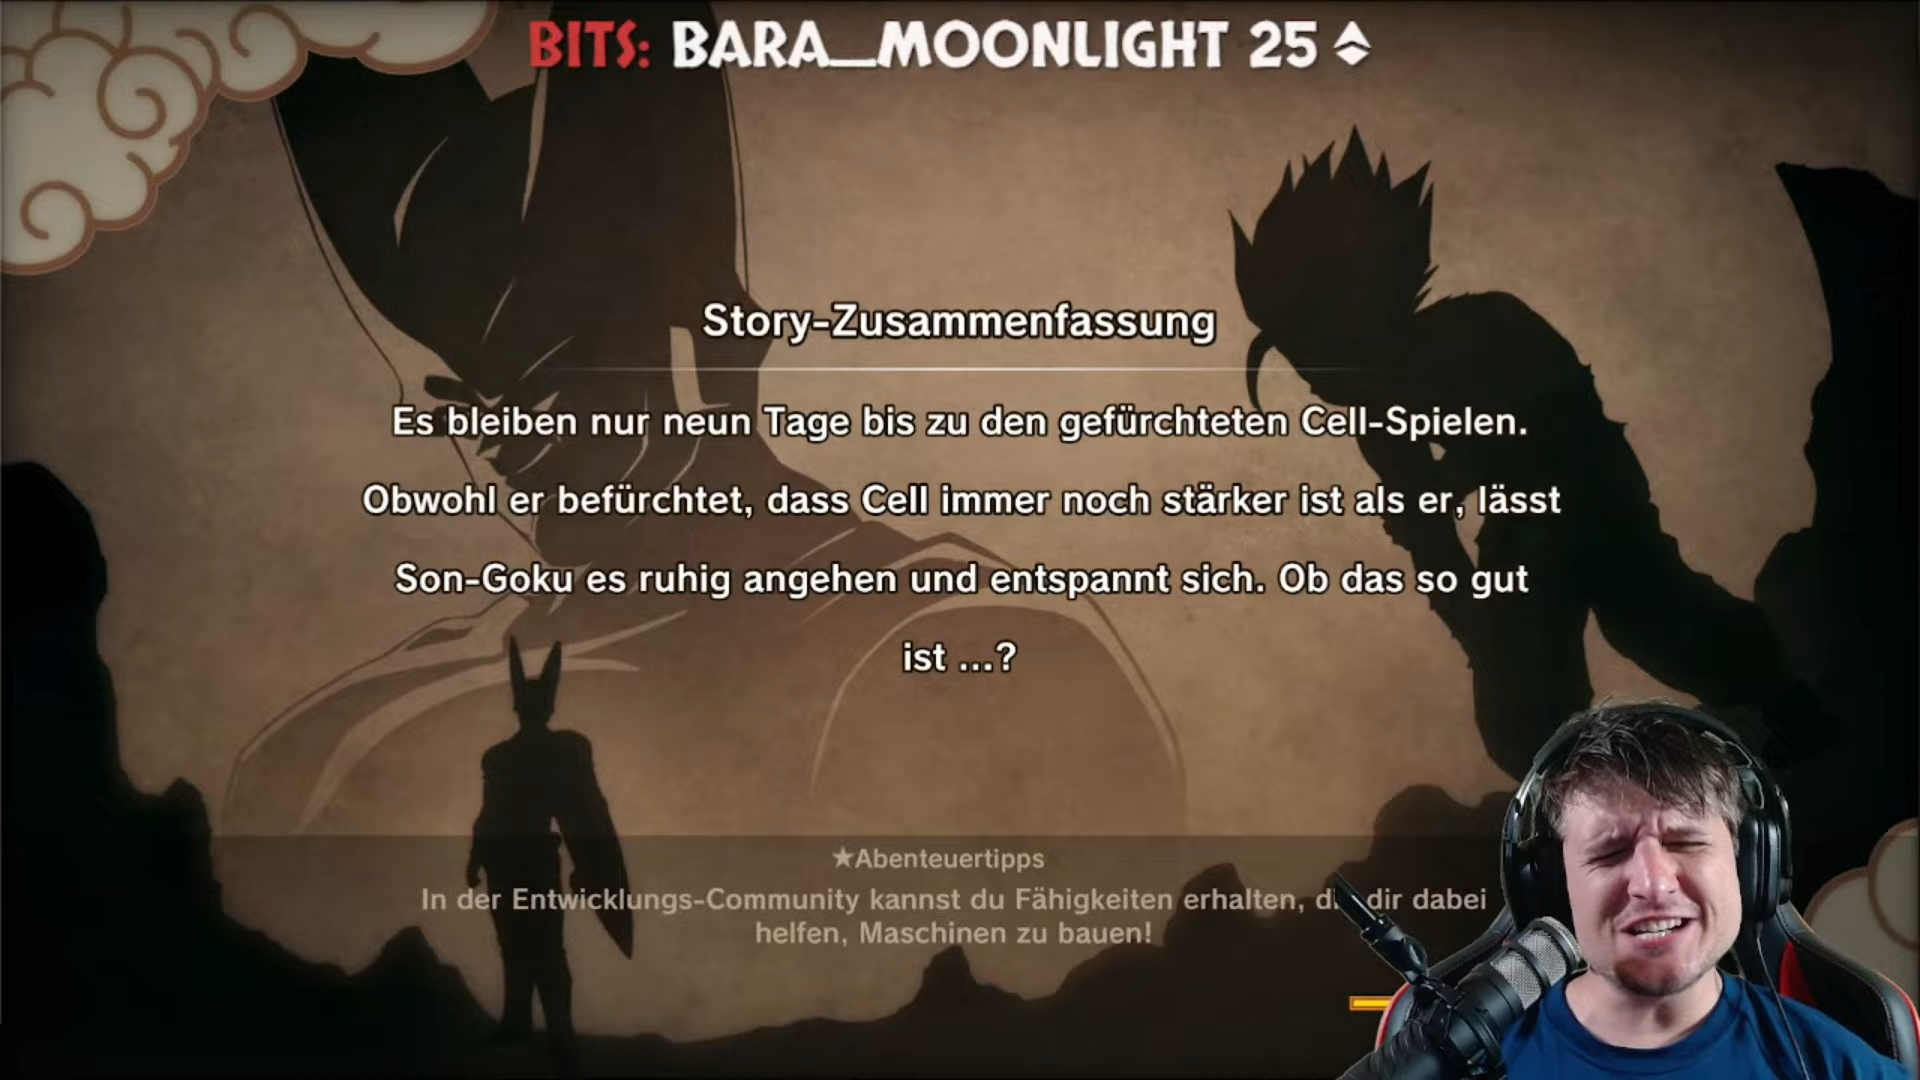 BITS: BARA_MOONLIGHT 25
Story-Zusammenfassung
Es bleiben nur neun Tage bis zu den gefürchteten Cell-Spielen.
Obwohl er befürchtet, dass Cell immer noch stärker ist als er, lässt
Son-Goku es ruhig angehen und entspannt sich. Ob das so gut
ist ...?
★Abenteuertipps
In der Entwicklungs-Community kannst du Fähigkeiten erhalten, dir dabei
helfen, Maschinen zu bauen!